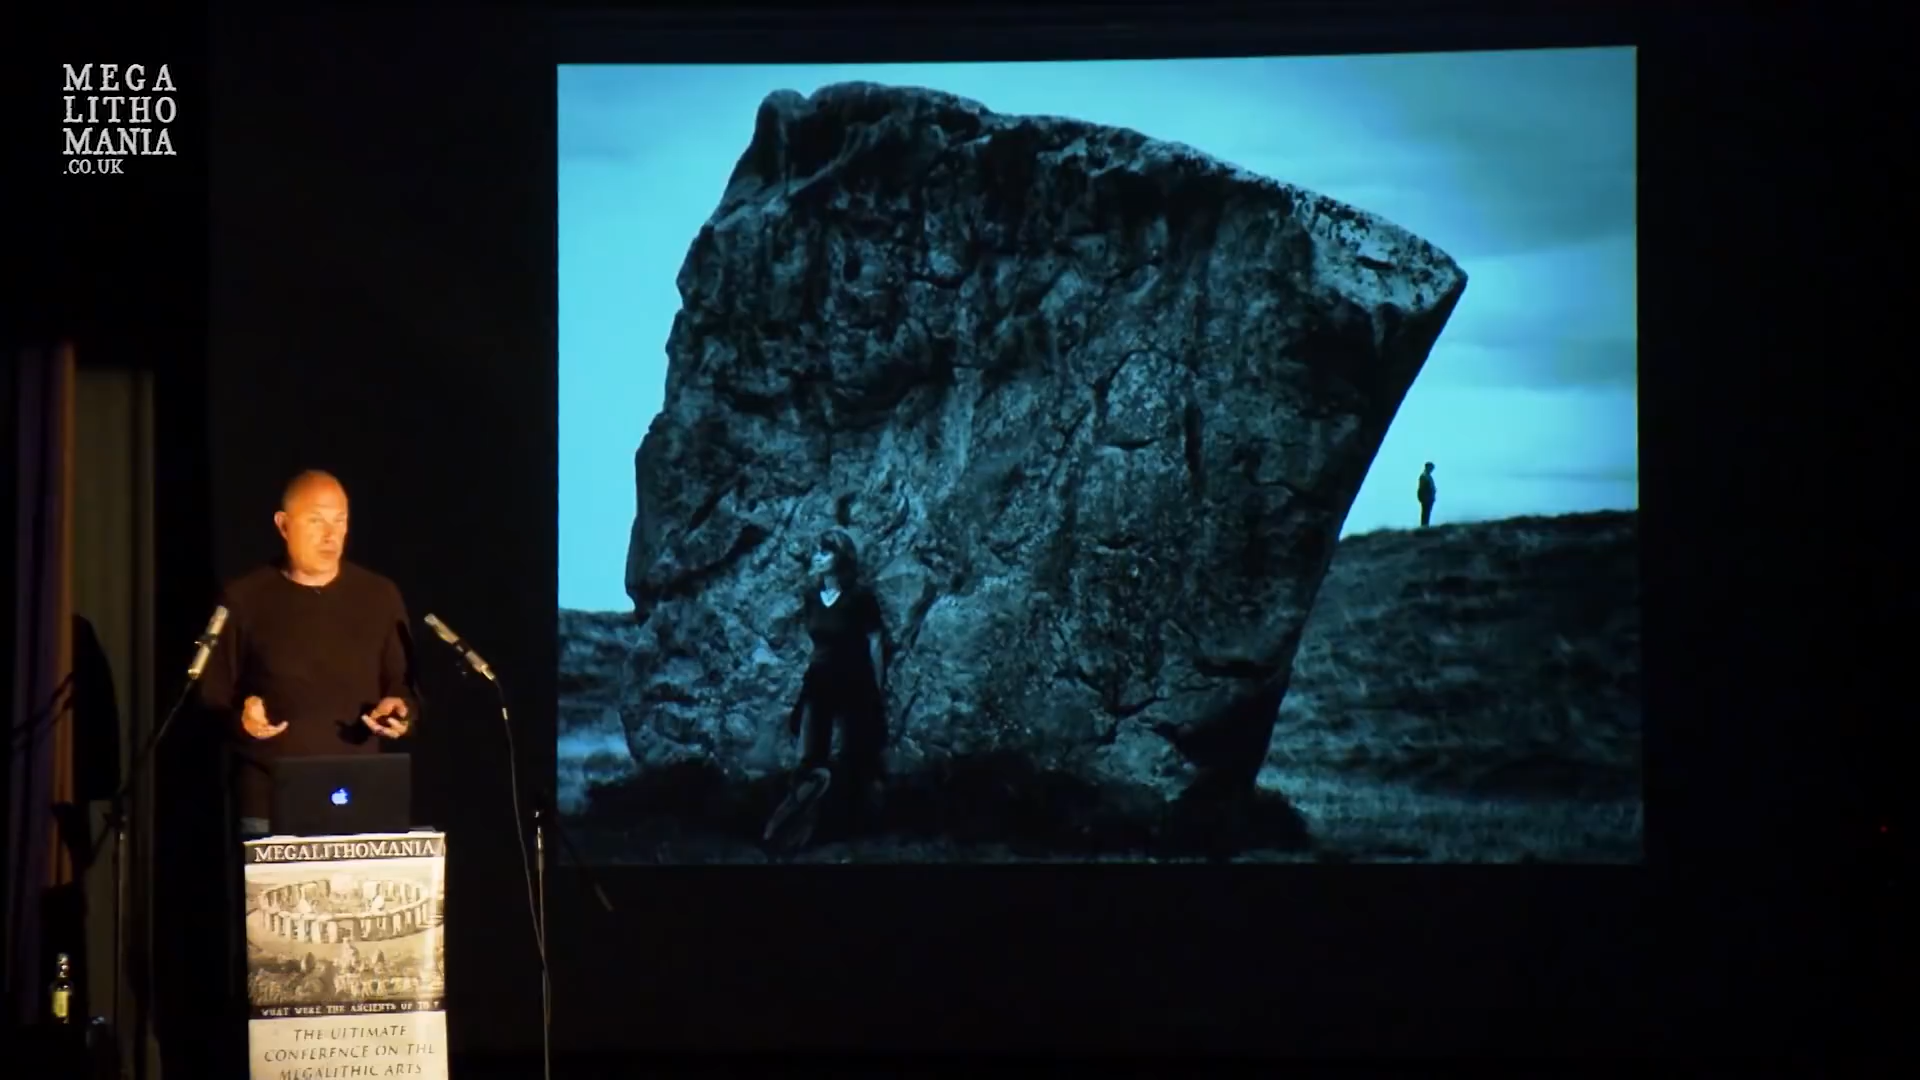 MEGA
LITHO
MANIA
.CO.UK
MEGALITHOMANIA
WHAT WERE THE ANCIENTS UP TO ?
THE ULTIMATE
CONFERENCE ON THE
MEGALITHIC ARTS